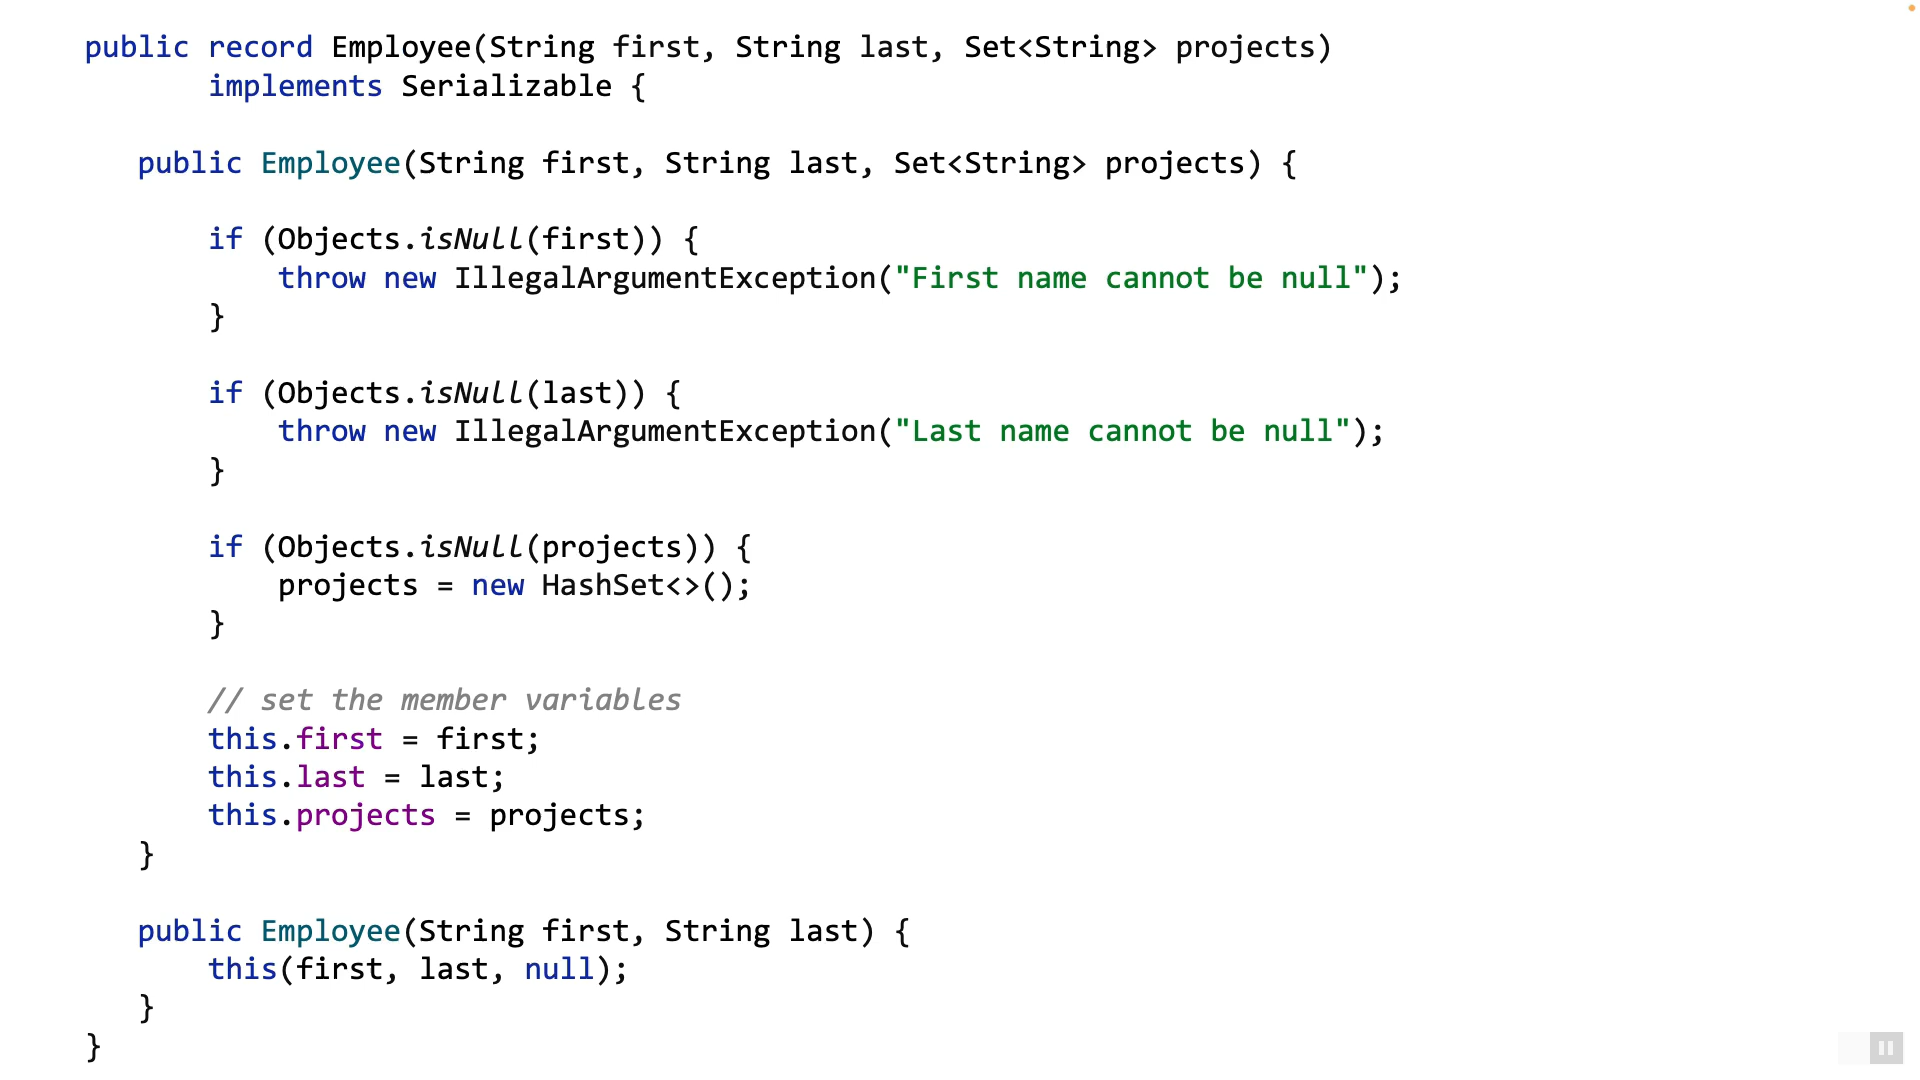 public record Employee(String first, String last, Set<String> projects)
implements Serializable {
public Employee(String first, String last, Set<String> projects) {
if (Objects.isNull(first)) {
throw new IllegalArgumentException("First name cannot be null");
}
if (Objects.isNull(last)) {
throw new IllegalArgumentException("Last name cannot be null");
}
if (Objects.isNull(projects)) {
projects = new HashSet<>();
}
// set the member variables
this.first = first;
this.last = last;
this.projects = projects;
}
public Employee(String first, String last) {
this(first, last, null);
}
}